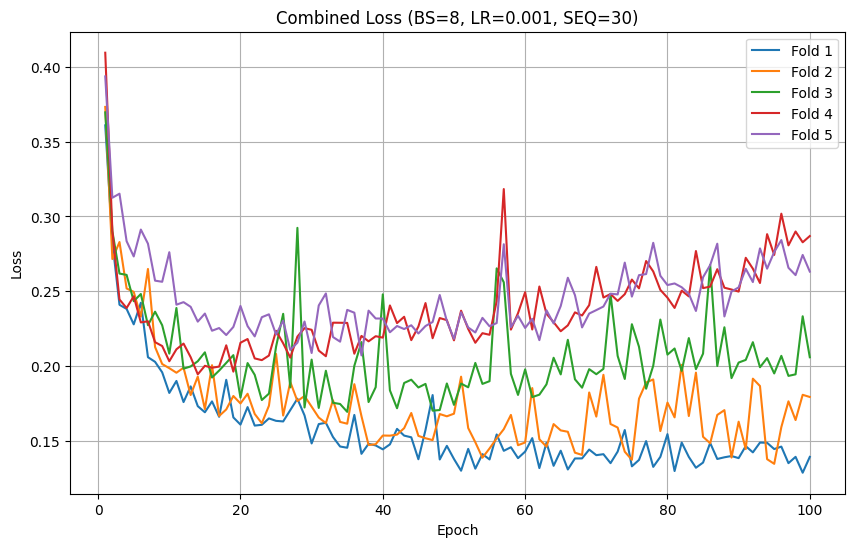 Combined Loss (BS=8, LR=0.001, SEQ=30)
Fold 1
Fold 2
Fold 3
Fold 4
Fold 5
0.40
0.35
0.30
0.25
0.20
0.15
Loss
0
20
40
60
80
100
Epoch